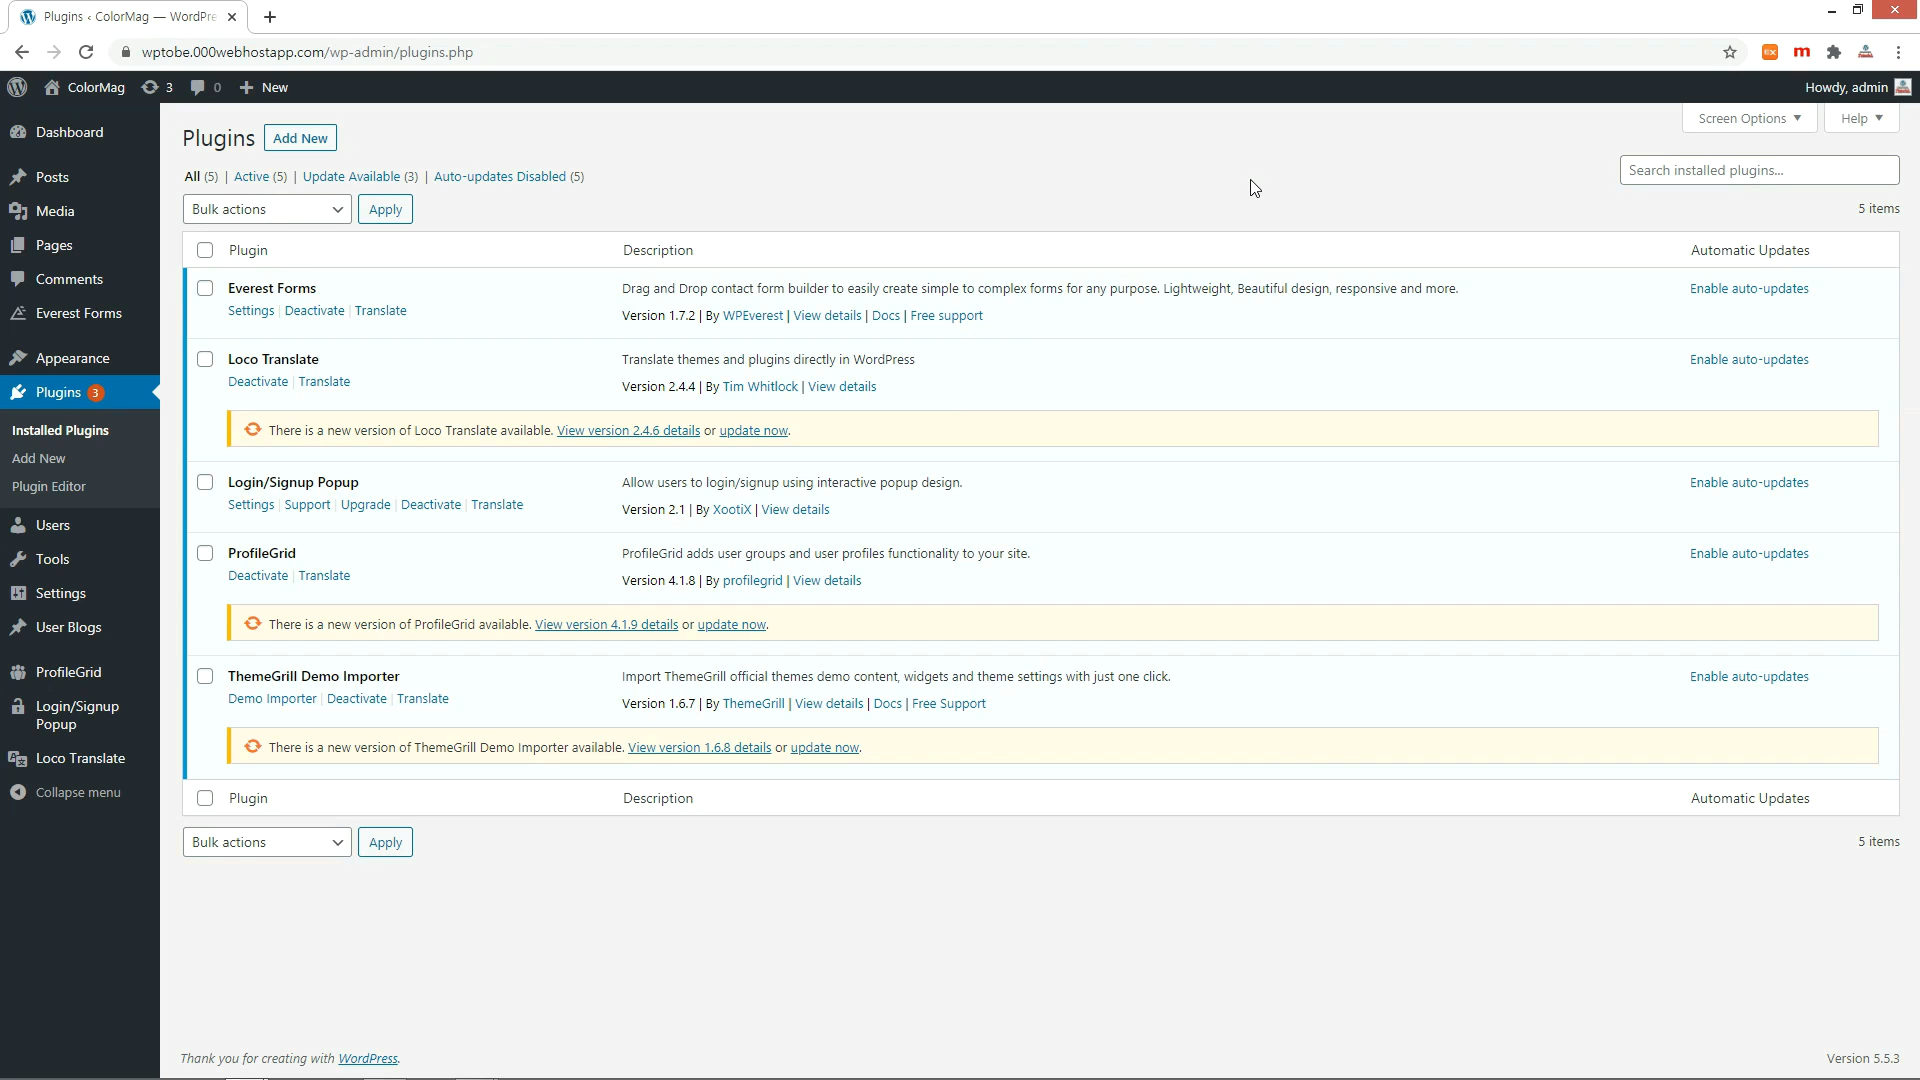 Plugins ‹ ColorMag — WordPre
wptobe.000webhostapp.com/wp-admin/plugins.php
EX
m
ColorMag
3
0
New
Howdy, admin
Dashboard
Posts
Media
Pages
Comments
Everest Forms
Appearance
Plugins 3
Installed Plugins
Add New
Plugin Editor
Users
Tools
Settings
User Blogs
ProfileGrid
Login/Signup
Popup
Loco Translate
Collapse menu
Plugins
Add New
Screen Options
Help
All (5) | Active (5) | Update Available (3) | Auto-updates Disabled (5)
Search installed plugins...
Bulk actions
Apply
5 items
Plugin
Description
Automatic Updates
Everest Forms
Settings | Deactivate | Translate
Drag and Drop contact form builder to easily create simple to complex forms for any purpose. Lightweight, Beautiful design, responsive and more.
Version 1.7.2 | By WPEverest | View details | Docs | Free support
Enable auto-updates
Loco Translate
Deactivate | Translate
Translate themes and plugins directly in WordPress
Version 2.4.4 | By Tim Whitlock | View details
Enable auto-updates
There is a new version of Loco Translate available. View version 2.4.6 details or update now.
Login/Signup Popup
Settings | Support | Upgrade | Deactivate | Translate
Allow users to login/signup using interactive popup design.
Version 2.1 | By XootiX | View details
Enable auto-updates
ProfileGrid
Deactivate | Translate
ProfileGrid adds user groups and user profiles functionality to your site.
Version 4.1.8 | By profilegrid | View details
Enable auto-updates
There is a new version of ProfileGrid available. View version 4.1.9 details or update now.
ThemeGrill Demo Importer
Demo Importer | Deactivate | Translate
Import ThemeGrill official themes demo content, widgets and theme settings with just one click.
Version 1.6.7 | By ThemeGrill | View details | Docs | Free Support
Enable auto-updates
There is a new version of ThemeGrill Demo Importer available. View version 1.6.8 details or update now.
Plugin
Description
Automatic Updates
Bulk actions
Apply
5 items
Thank you for creating with WordPress.
Version 5.5.3